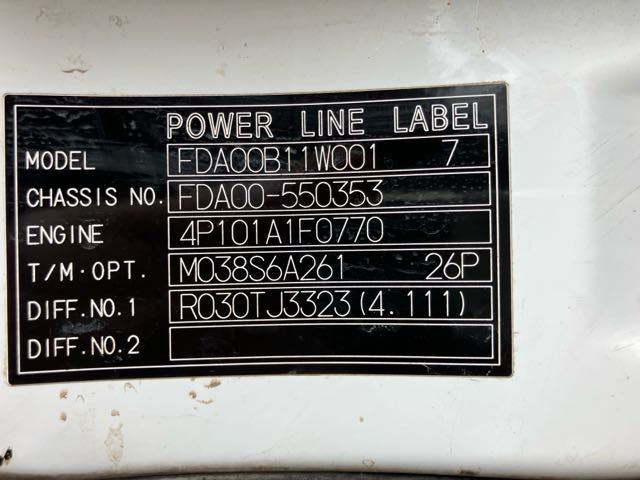 POWER LINE LABEL
MODEL FDA00B11W001 7
CHASSIS NO. FDA00-550353
ENGINE 4P101A1F0770
T/M·OPT. M038S6A261 26P
DIFF.NO.1 R030TJ3323(4.111)
DIFF.NO.2